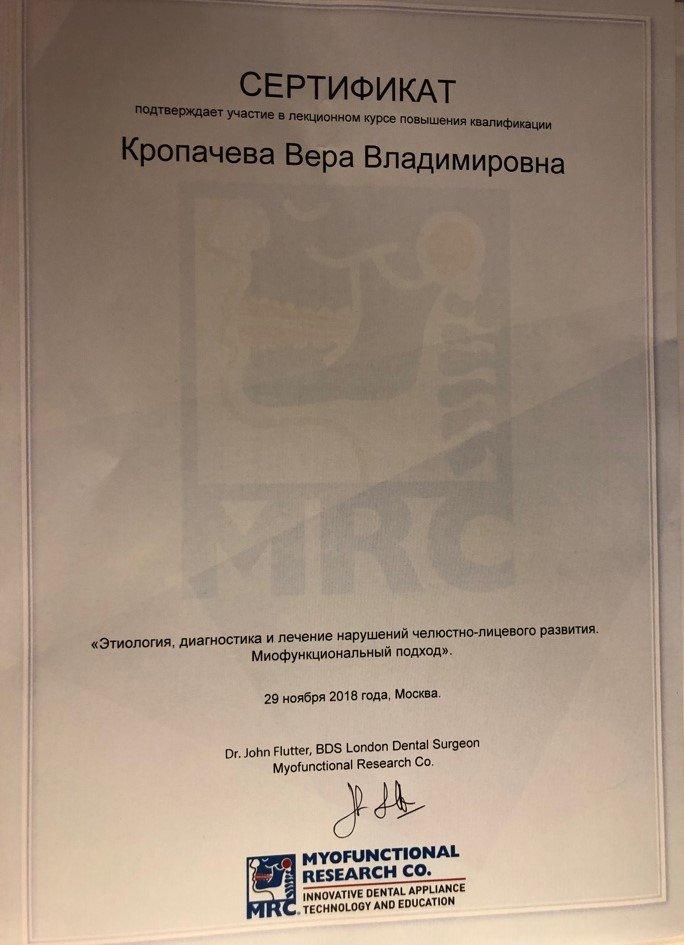 СЕРТИФИКАТ
подтверждает участие в лекционном курсе повышения квалификации
Кропачева Вера Владимировна
MRC
«Этиология, диагностика и лечение нарушений челюстно-лицевого развития.
Миофункциональный подход».
29 ноября 2018 года, Москва.
Dr. John Flutter, BDS London Dental Surgeon
Myofunctional Research Co.
MYOFUNCTIONAL
RESEARCH CO.
INNOVATIVE DENTAL APPLIANCE
MRC® TECHNOLOGY AND EDUCATION